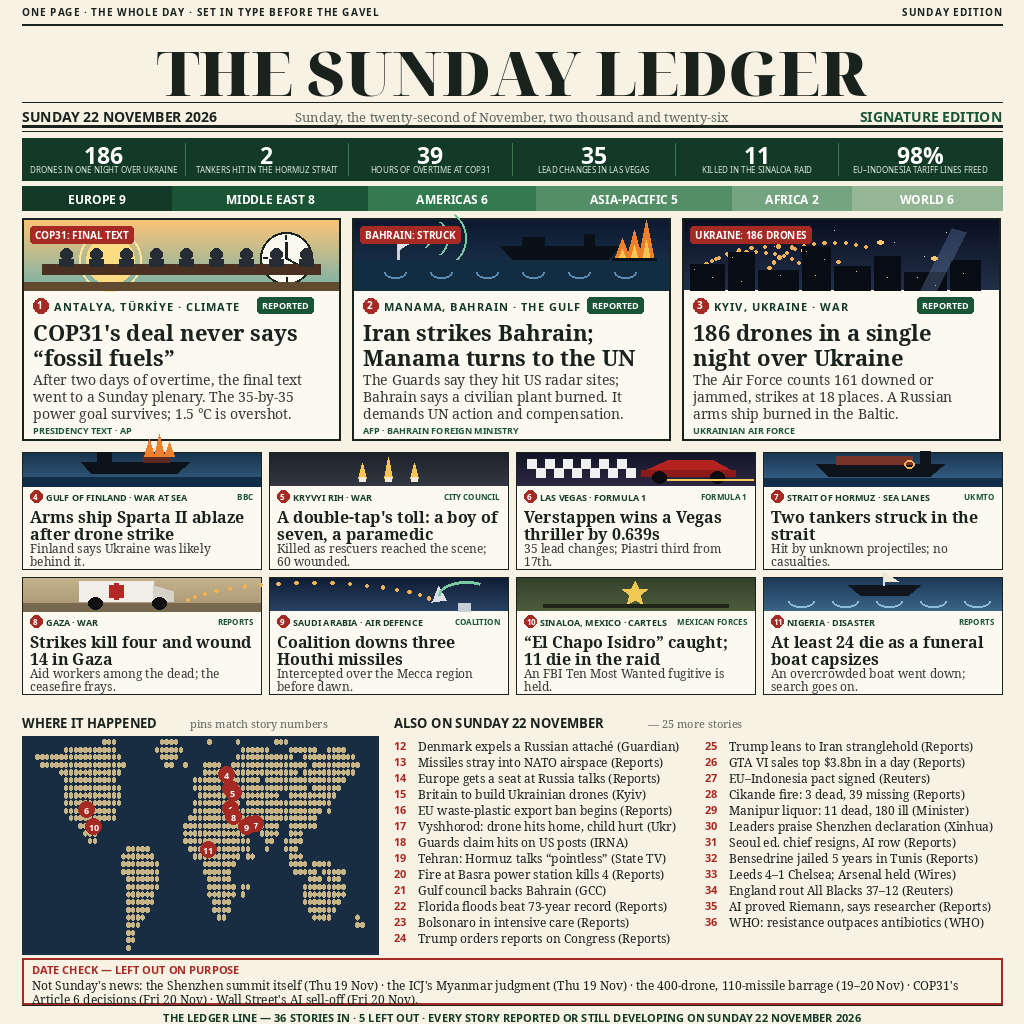 ONE PAGE · THE WHOLE DAY · SET IN TYPE BEFORE THE GAVEL
SUNDAY EDITION
THE SUNDAY LEDGER
SUNDAY 22 NOVEMBER 2026
Sunday, the twenty-second of November, two thousand and twenty-six
SIGNATURE EDITION
186
DRONES IN ONE NIGHT OVER UKRAINE
2
TANKERS HIT IN THE HORMUZ STRAIT
39
HOURS OF OVERTIME AT COP31
35
LEAD CHANGES IN LAS VEGAS
11
KILLED IN THE SINALOA RAID
98%
EU–INDONESIA TARIFF LINES FREED
EUROPE 9
MIDDLE EAST 8
AMERICAS 6
ASIA-PACIFIC 5
AFRICA 2
WORLD 6
COP31: FINAL TEXT
1 ANTALYA, TÜRKİYE · CLIMATE REPORTED
COP31's deal never says
“fossil fuels”
After two days of overtime, the final text
went to a Sunday plenary. The 35-by-35
power goal survives; 1.5 °C is overshot.
PRESIDENCY TEXT · AP
BAHRAIN: STRUCK
2 MANAMA, BAHRAIN · THE GULF REPORTED
Iran strikes Bahrain;
Manama turns to the UN
The Guards say they hit US radar sites;
Bahrain says a civilian plant burned. It
demands UN action and compensation.
AFP · BAHRAIN FOREIGN MINISTRY
UKRAINE: 186 DRONES
3 KYIV, UKRAINE · WAR REPORTED
186 drones in a single
night over Ukraine
The Air Force counts 161 downed or
jammed, strikes at 18 places. A Russian
arms ship burned in the Baltic.
UKRAINIAN AIR FORCE
4 GULF OF FINLAND · WAR AT SEA BBC
Arms ship Sparta II ablaze
after drone strike
Finland says Ukraine was likely
behind it.
5 KRYVYI RIH · WAR CITY COUNCIL
A double-tap's toll: a boy of
seven, a paramedic
Killed as rescuers reached the scene;
60 wounded.
6 LAS VEGAS · FORMULA 1 FORMULA 1
Verstappen wins a Vegas
thriller by 0.639s
35 lead changes; Piastri third from
17th.
7 STRAIT OF HORMUZ · SEA LANES UKMTO
Two tankers struck in the
strait
Hit by unknown projectiles; no
casualties.
8 GAZA · WAR REPORTS
Strikes kill four and wound
14 in Gaza
Aid workers among the dead; the
ceasefire frays.
9 SAUDI ARABIA · AIR DEFENCE COALITION
Coalition downs three
Houthi missiles
Intercepted over the Mecca region
before dawn.
10 SINALOA, MEXICO · CARTELS MEXICAN FORCES
“El Chapo Isidro” caught;
11 die in the raid
An FBI Ten Most Wanted fugitive is
held.
11 NIGERIA · DISASTER REPORTS
At least 24 die as a funeral
boat capsizes
An overcrowded boat went down;
search goes on.
WHERE IT HAPPENED
pins match story numbers
4
5
6
8
9
7
10
11
ALSO ON SUNDAY 22 NOVEMBER
— 25 more stories
12 Denmark expels a Russian attaché (Guardian)
13 Missiles stray into NATO airspace (Reports)
14 Europe gets a seat at Russia talks (Reports)
15 Britain to build Ukrainian drones (Kyiv)
16 EU waste-plastic export ban begins (Reports)
17 Vyshhorod: drone hits home, child hurt (Ukr)
18 Guards claim hits on US posts (IRNA)
19 Tehran: Hormuz talks “pointless” (State TV)
20 Fire at Basra power station kills 4 (Reports)
21 Gulf council backs Bahrain (GCC)
22 Florida floods beat 73-year record (Reports)
23 Bolsonaro in intensive care (Reports)
24 Trump orders reports on Congress (Reports)
25 Trump leans to Iran stranglehold (Reports)
26 GTA VI sales top $3.8bn in a day (Reports)
27 EU–Indonesia pact signed (Reuters)
28 Cikande fire: 3 dead, 39 missing (Reports)
29 Manipur liquor: 11 dead, 180 ill (Minister)
30 Leaders praise Shenzhen declaration (Xinhua)
31 Seoul ed. chief resigns, AI row (Reports)
32 Bensedrine jailed 5 years in Tunis (Reports)
33 Leeds 4–1 Chelsea; Arsenal held (Wires)
34 England rout All Blacks 37–12 (Reuters)
35 AI proved Riemann, says researcher (Reports)
36 WHO: resistance outpaces antibiotics (WHO)
DATE CHECK — LEFT OUT ON PURPOSE
Not Sunday's news: the Shenzhen summit itself (Thu 19 Nov) · the ICJ's Myanmar judgment (Thu 19 Nov) · the 400-drone, 110-missile barrage (19–20 Nov) · COP31's
Article 6 decisions (Fri 20 Nov) · Wall Street's AI sell-off (Fri 20 Nov).
THE LEDGER LINE — 36 STORIES IN · 5 LEFT OUT · EVERY STORY REPORTED OR STILL DEVELOPING ON SUNDAY 22 NOVEMBER 2026